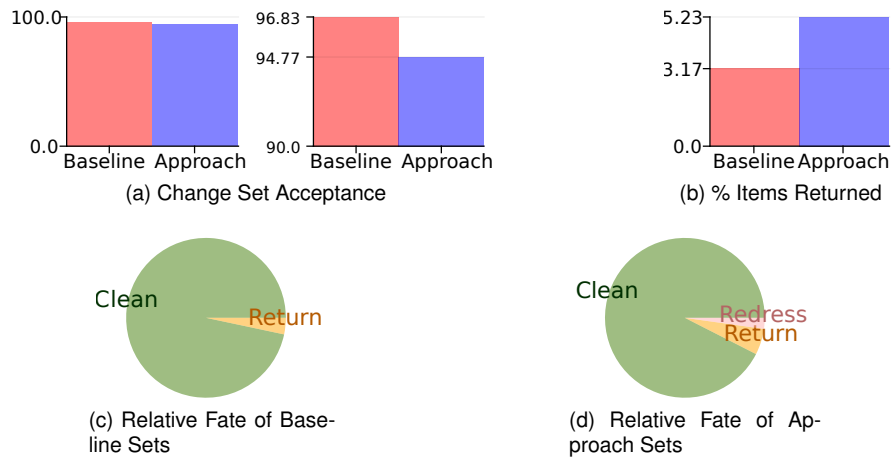 100.0
0.0
Baseline Approach
96.83
94.77
90.0
Baseline Approach
(a) Change Set Acceptance
5.23
3.17
0.0
Baseline Approach
(b) % Items Returned
Clean
Return
(c) Relative Fate of Base-
line Sets
Clean
Redress
Return
(d) Relative Fate of Ap-
proach Sets